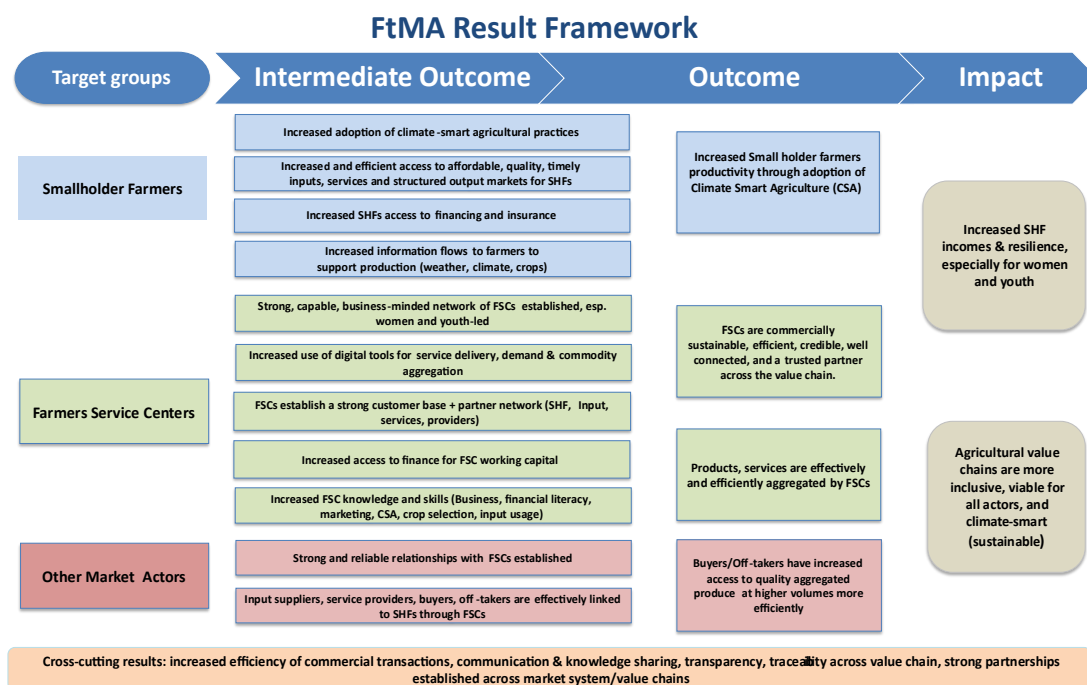 FtMA Result Framework
Target groups
Intermediate Outcome
Outcome
Impact
Smallholder Farmers
Increased adoption of climate-smart agricultural practices
Increased and efficient access to affordable, quality, timely
inputs, services and structured output markets for SHFs
Increased SHFs access to financing and insurance
Increased information flows to farmers to
support production (weather, climate, crops)
Increased Small holder farmers
productivity through adoption of
Climate Smart Agriculture (CSA)
Increased SHF
incomes & resilience,
especially for women
and youth
Farmers Service Centers
Strong, capable, business-minded network of FSCs established, esp.
women and youth-led
Increased use of digital tools for service delivery, demand & commodity
aggregation
FSCs establish a strong customer base + partner network (SHF, Input,
services, providers)
Increased access to finance for FSC working capital
Increased FSC knowledge and skills (Business, financial literacy,
marketing, CSA, crop selection, input usage)
FSCs are commercially
sustainable, efficient, credible, well
connected, and a trusted partner
across the value chain.
Products, services are effectively
and efficiently aggregated by FSCs
Agricultural value
chains are more
inclusive, viable for
all actors, and
climate-smart
(sustainable)
Other Market Actors
Strong and reliable relationships with FSCs established
Input suppliers, service providers, buyers, off-takers are effectively linked
to SHFs through FSCs
Buyers/Off-takers have increased
access to quality aggregated
produce at higher volumes more
efficiently
Cross-cutting results: increased efficiency of commercial transactions, communication & knowledge sharing, transparency, traceability across value chain, strong partnerships
established across market system/value chains